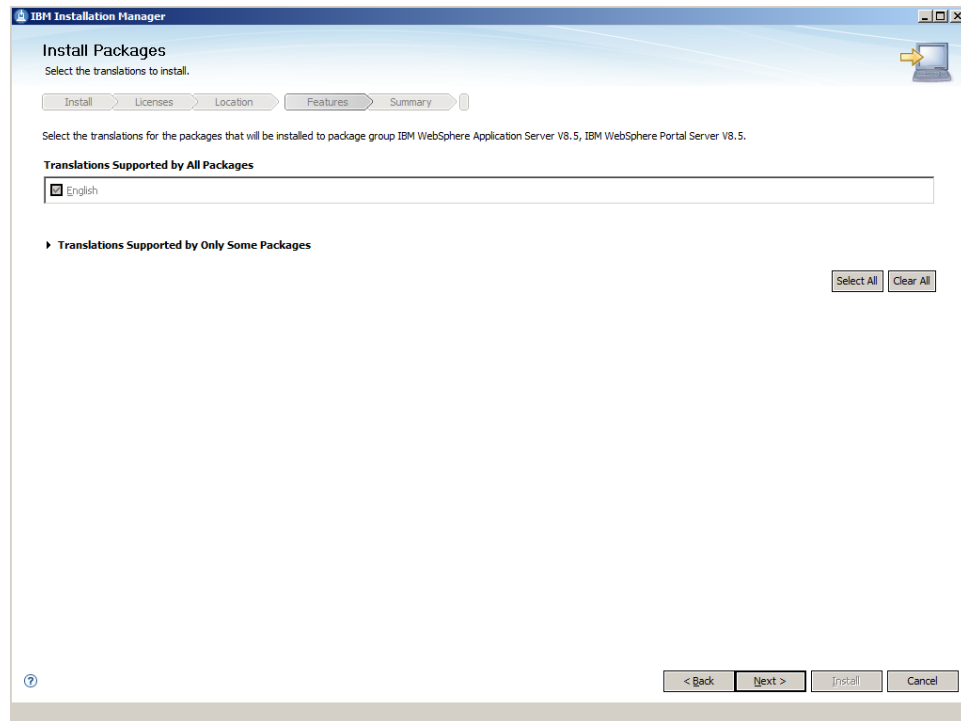 IBM Installation Manager
Install Packages
Select the translations to install.
Install Licenses Location Features Summary
Select the translations for the packages that will be installed to package group IBM WebSphere Application Server V8.5, IBM WebSphere Portal Server V8.5.
Translations Supported by All Packages
English
Translations Supported by Only Some Packages
Select All Clear All
? < Back Next > Install Cancel